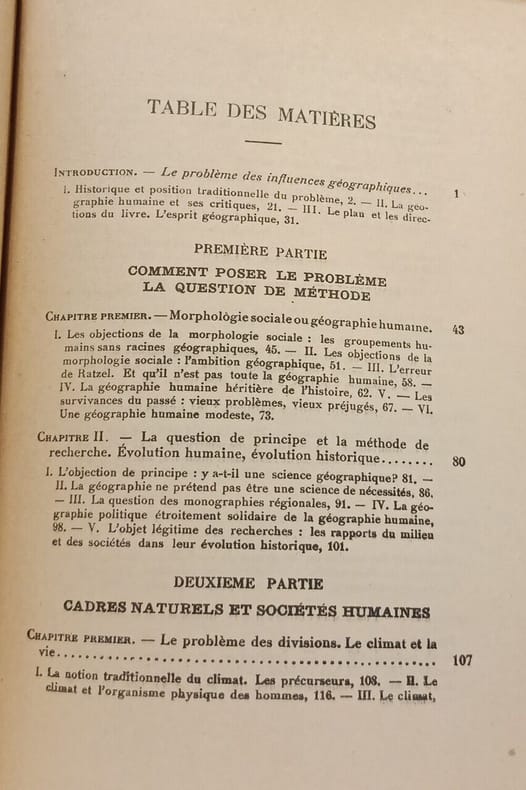 TABLE DES MATIÈRES
INTRODUCTION. — Le problème des influences géographiques... 1
I. Historique et position traditionnelle du problème, 2. — II. La géo-
graphie humaine et ses critiques, 21. — III. Le plan et les direc-
tions du livre. L'esprit géographique, 31.
PREMIÈRE PARTIE
COMMENT POSER LE PROBLÈME
LA QUESTION DE MÉTHODE
CHAPITRE PREMIER. — Morphologie sociale ou géographie humaine. 43
I. Les objections de la morphologie sociale : les groupements hu-
mains sans racines géographiques, 45. — II. Les objections de la
morphologie sociale : l'ambition géographique, 51. — III. L'erreur
de Ratzel. Et qu'il n'est pas toute la géographie humaine, 58. —
IV. La géographie humaine héritière de l'histoire, 62. V. — Les
survivances du passé : vieux problèmes, vieux préjugés, 67. — VI.
Une géographie humaine modeste, 73.
CHAPITRE II. — La question de principe et la méthode de
recherche. Évolution humaine, évolution historique........ 80
I. L'objection de principe : y a-t-il une science géographique? 81. —
II. La géographie ne prétend pas être une science de nécessités, 86.
— III. La question des monographies régionales, 91. — IV. La géo-
graphie politique étroitement solidaire de la géographie humaine,
98. — V. L'objet légitime des recherches : les rapports du milieu
et des sociétés dans leur évolution historique, 101.
DEUXIEME PARTIE
CADRES NATURELS ET SOCIÉTÉS HUMAINES
CHAPITRE PREMIER. — Le problème des divisions. Le climat et la
vie.................................................. 107
I. La notion traditionnelle du climat. Les précurseurs, 108. — II. Le
climat et l'organisme physique des hommes, 116. — III. Le climat,